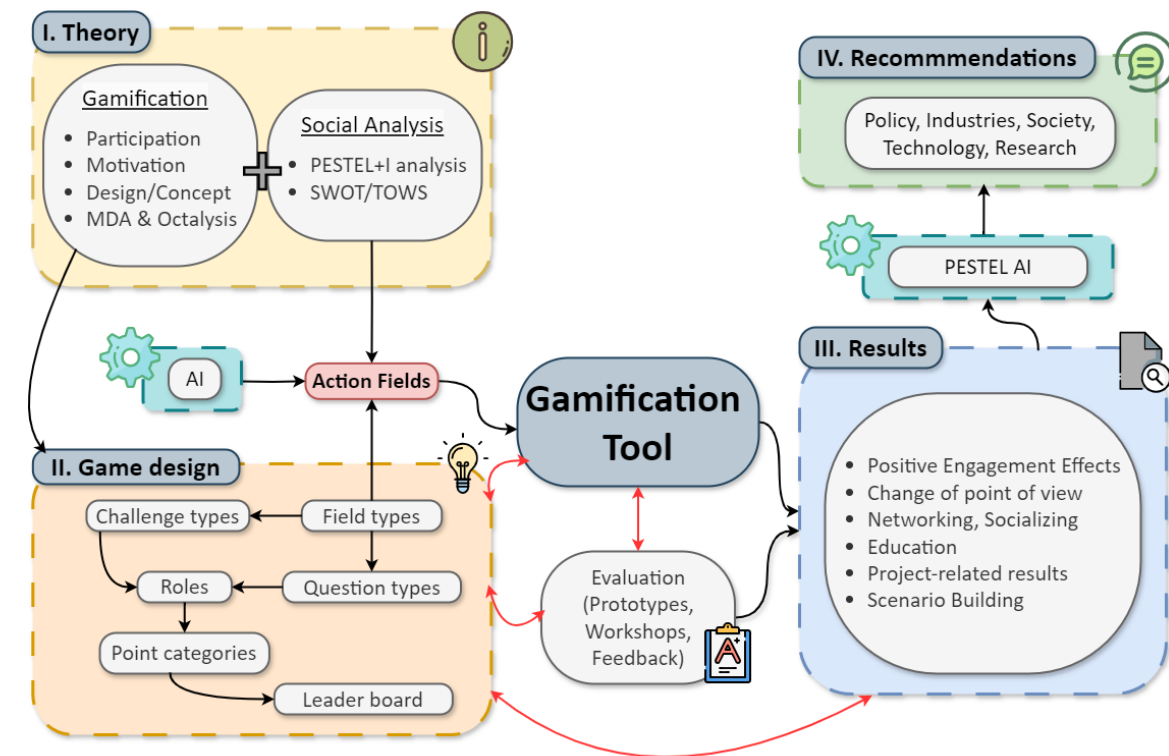 I. Theory
Gamification
• Participation
• Motivation
• Design/Concept
• MDA & Octalysis
Social Analysis
• PESTEL+I analysis
• SWOT/TOWS
AI
Action Fields
II. Game design
Challenge types
Field types
Roles
Question types
Point categories
Leader board
Gamification
Tool
Evaluation
(Prototypes,
Workshops,
Feedback)
A+
III. Results
• Positive Engagement Effects
• Change of point of view
• Networking, Socializing
• Education
• Project-related results
• Scenario Building
PESTEL AI
IV. Recommmendations
Policy, Industries, Society,
Technology, Research